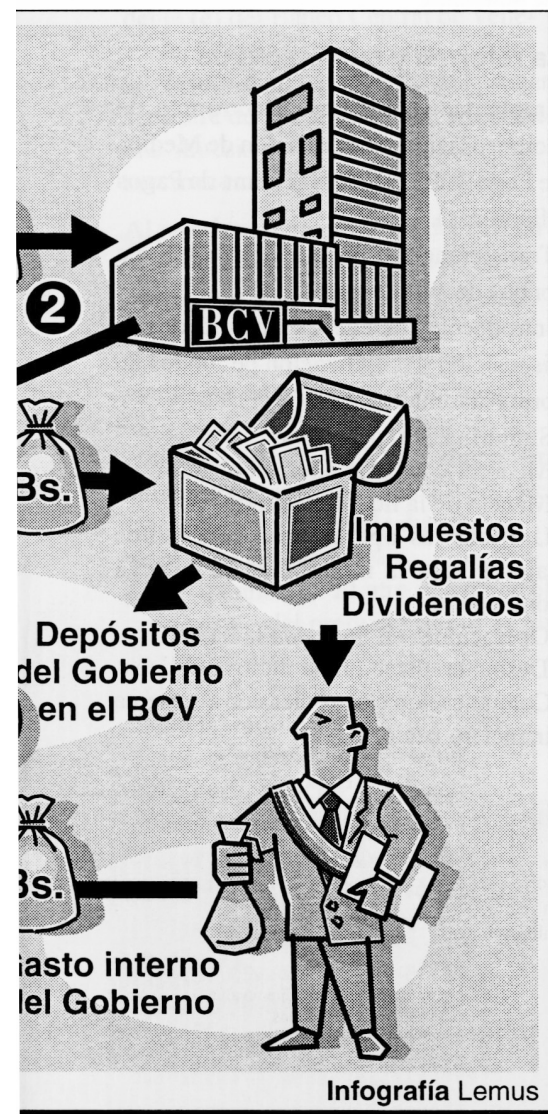 2
BCV
Bs.
Impuestos
Regalías
Dividendos
Depósitos
del Gobierno
en el BCV
Bs.
Gasto interno
del Gobierno
Infografía Lemus